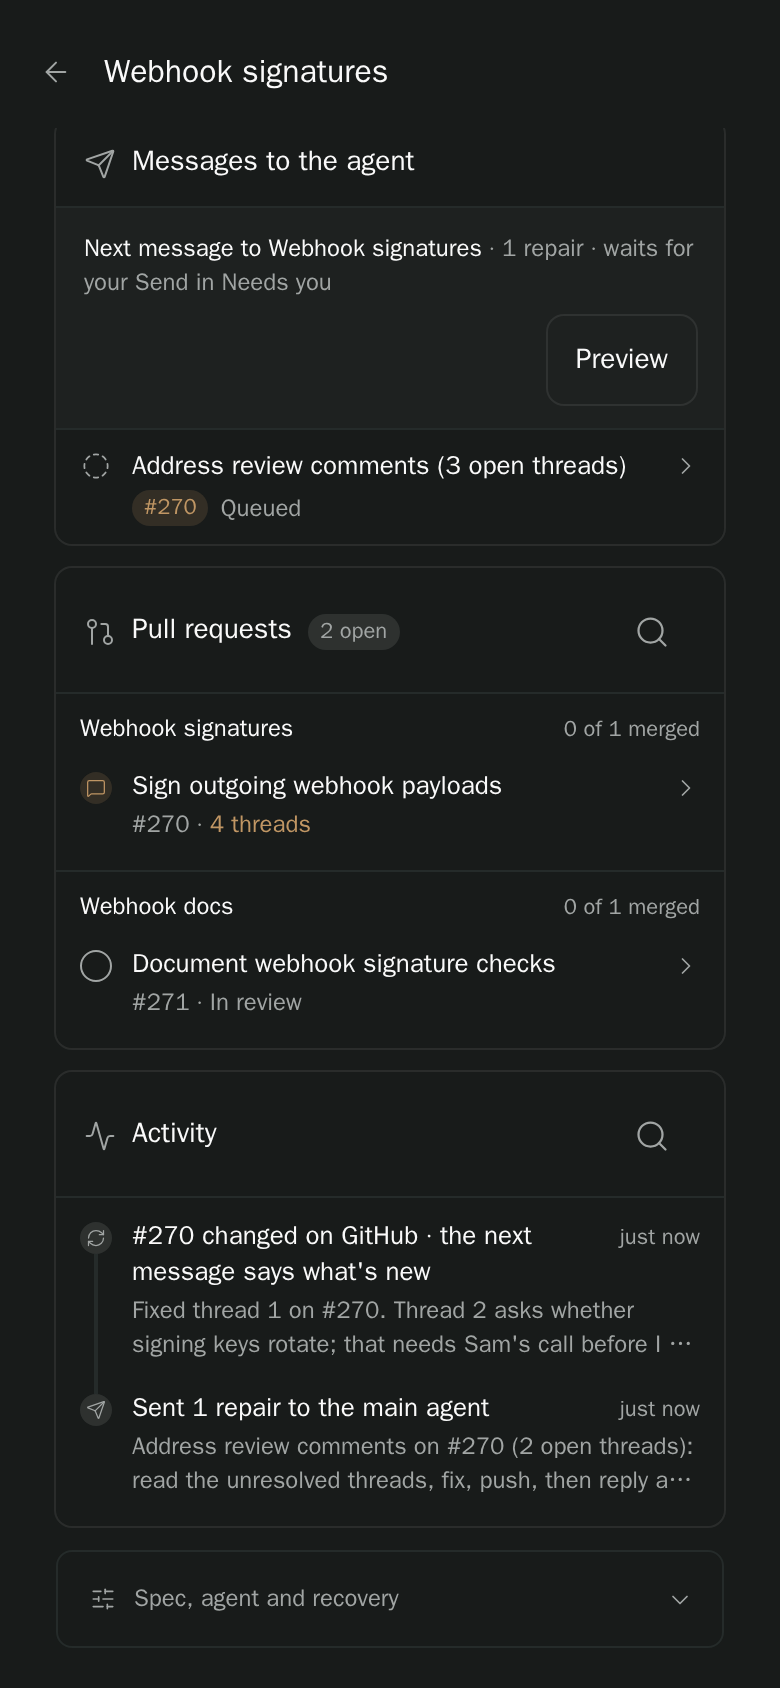 Webhook signatures
Messages to the agent
Next message to Webhook signatures · 1 repair · waits for
your Send in Needs you
Preview
Address review comments (3 open threads)
#270 Queued
Pull requests 2 open
Webhook signatures 0 of 1 merged
Sign outgoing webhook payloads
#270 · 4 threads
Webhook docs 0 of 1 merged
Document webhook signature checks
#271 · In review
Activity
#270 changed on GitHub · the next just now
message says what's new
Fixed thread 1 on #270. Thread 2 asks whether
signing keys rotate; that needs Sam's call before I ···
Sent 1 repair to the main agent just now
Address review comments on #270 (2 open threads):
read the unresolved threads, fix, push, then reply a···
Spec, agent and recovery